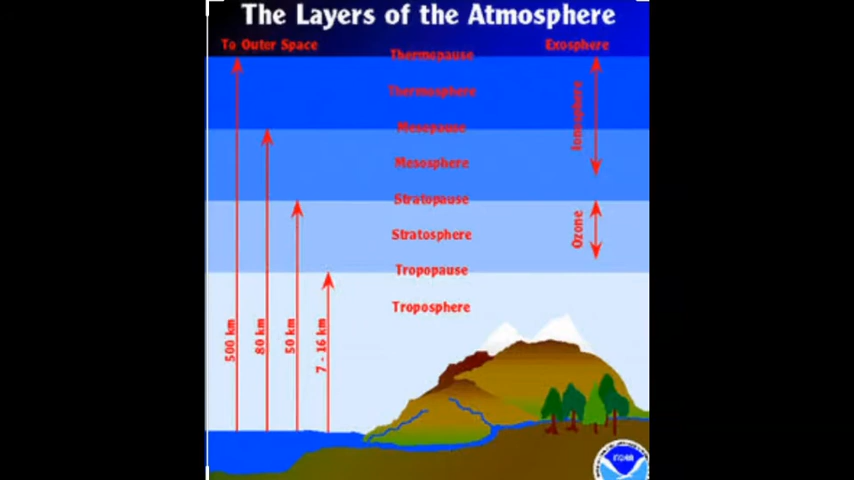 The Layers of the Atmosphere
To Outer Space
Exosphere
Thermopause
Thermosphere
Mesopause
Mesosphere
Stratopause
Stratosphere
Tropopause
Troposphere
Ionosphere
Ozone
500 km
80 km
50 km
7 - 16 km
noaa